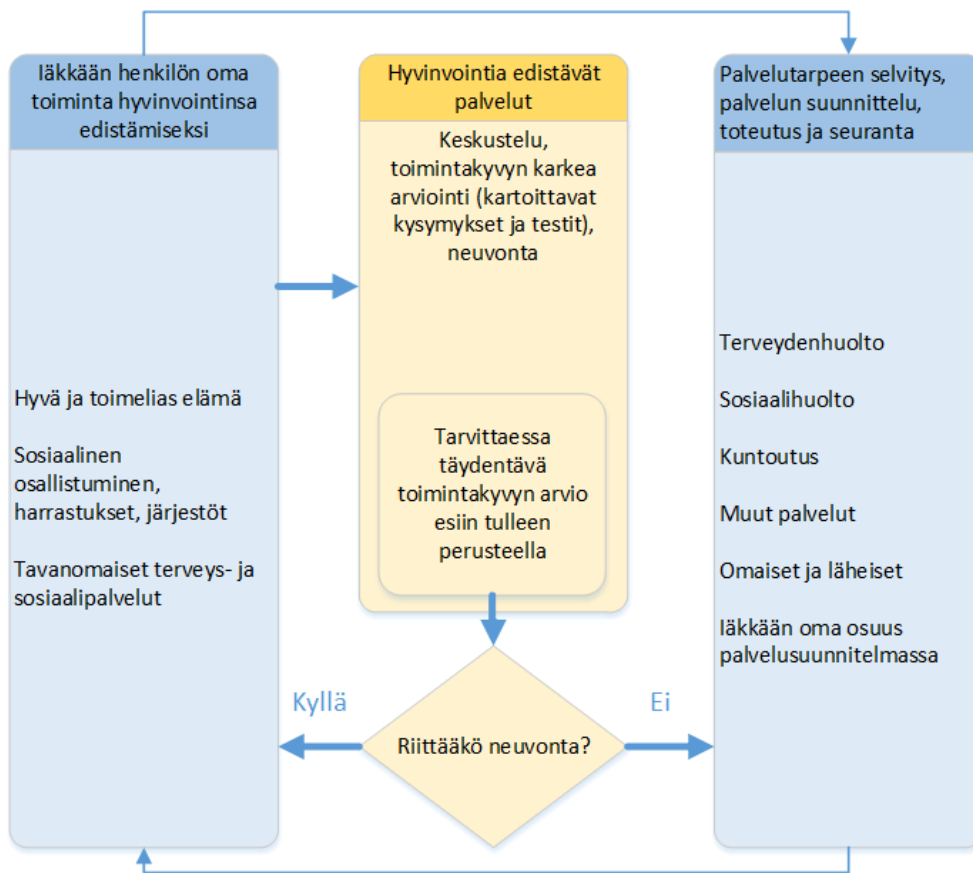 Iäkkään henkilön oma
toiminta hyvinvointinsa
edistämiseksi
Hyvä ja toimelias elämä
Sosiaalinen
osallistuminen,
harrastukset, järjestöt
Tavanomaiset terveys- ja
sosiaalipalvelut
Hyvinvointia edistävät
palvelut
Keskustelu,
toimintakyvyn karkea
arviointi (kartoittavat
kysymykset ja testit),
neuvonta
Tarvittaessa
täydentävä
toimintakyvyn arvio
esiin tulleen
perusteella
Kyllä
Riittääkö neuvonta?
Ei
Palvelutarpeen selvitys,
palvelun suunnittelu,
toteutus ja seuranta
Terveydenhuolto
Sosiaalihuolto
Kuntoutus
Muut palvelut
Omaiset ja läheiset
Iäkkään oma osuus
palvelusuunnitelmassa